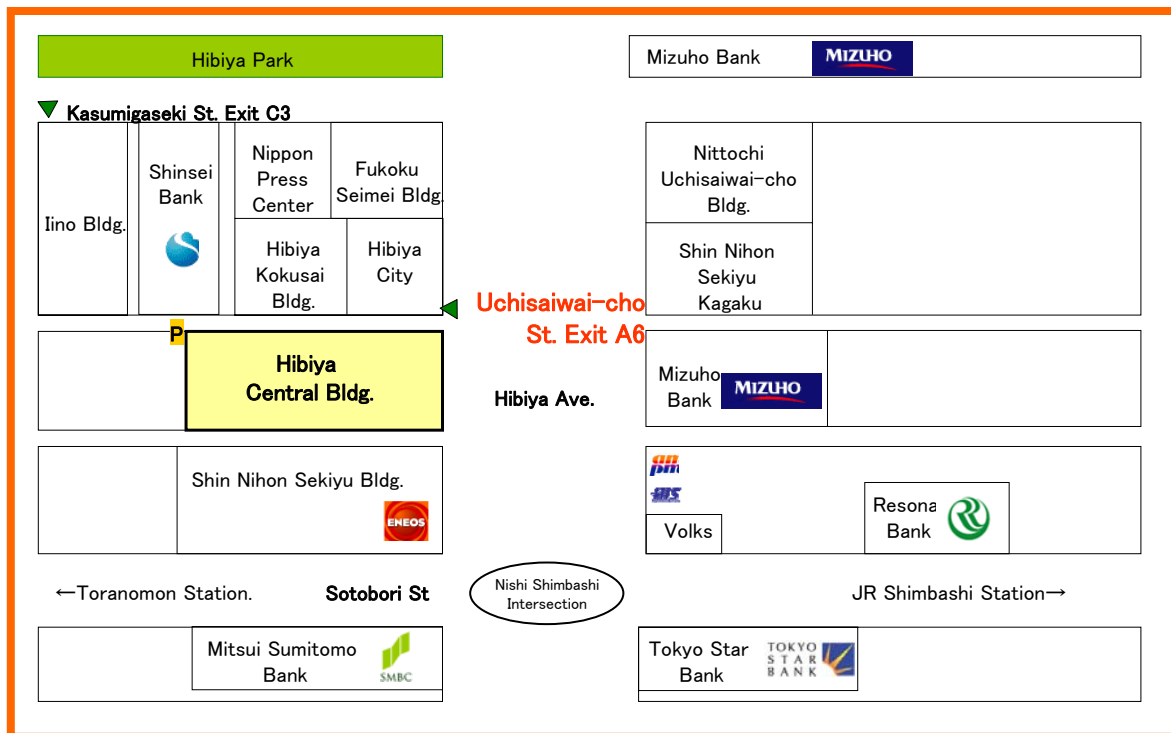 Hibiya Park
Mizuho Bank
MIZUHO
Kasumigaseki St. Exit C3
Iino Bldg.
Shinsei
Bank
Nippon
Press
Center
Fukoku
Seimei Bldg.
Hibiya
Kokusai
Bldg.
Hibiya
City
Nittochi
Uchisaiwai-cho
Bldg.
Shin Nihon
Sekiyu
Kagaku
Uchisaiwai-cho
St. Exit A6
P
Hibiya
Central Bldg.
Hibiya Ave.
Mizuho
Bank
MIZUHO
Shin Nihon Sekiyu Bldg.
ENEOS
am
pm
Volks
Resona
Bank
←Toranomon Station.
Sotobori St
Nishi Shimbashi
Intersection
JR Shimbashi Station→
Mitsui Sumitomo
Bank
SMBC
Tokyo Star
Bank
TOKYO
STAR
BANK